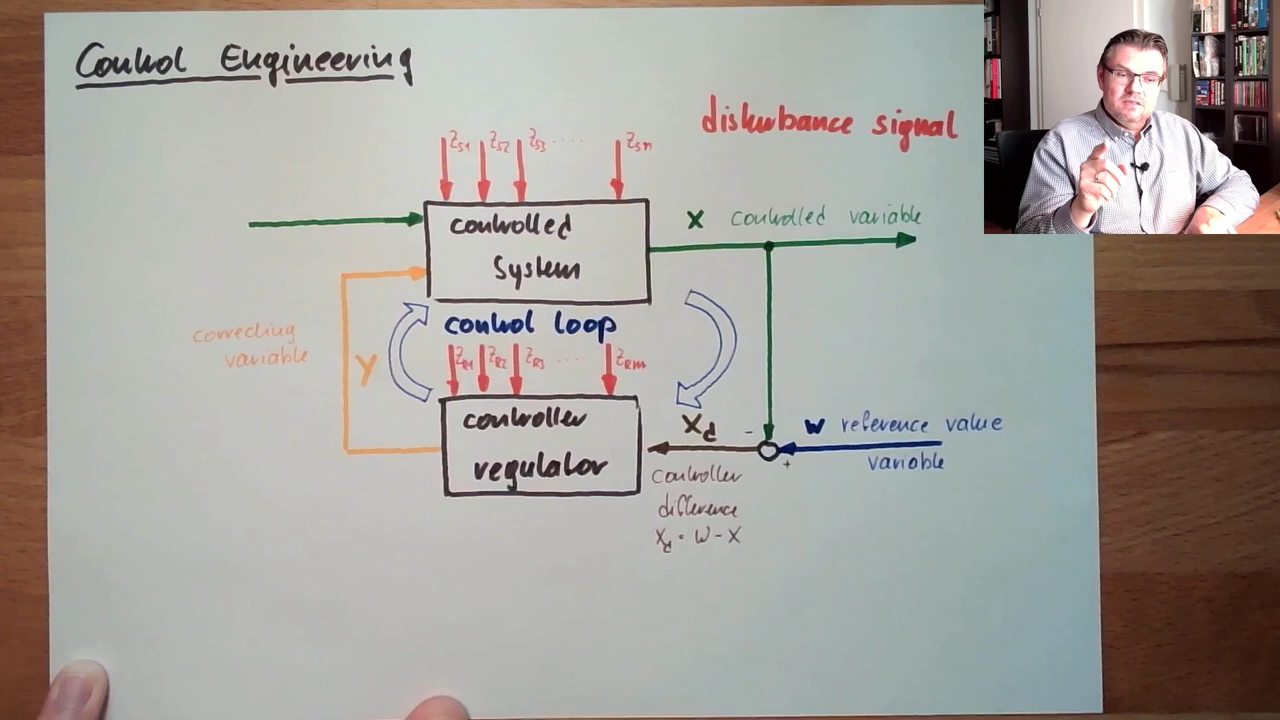 Control Engineering
disturbance signal
ZS1 ZS2 ZS3 ..... ZSn
controlled
System
X controlled variable
control loop
correcting
variable
Y
ZR1 ZR2 ZR3 ..... ZRm
controller
regulator
Xd
-
+
W reference value
variable
controller
difference
Xd = W - X